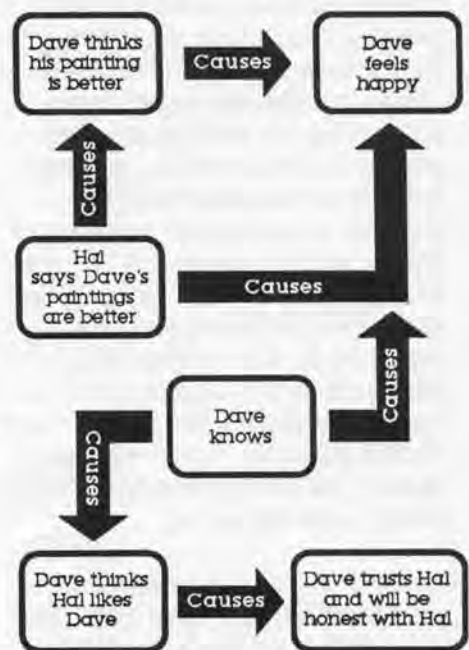 Dave thinks
his painting
is better
Causes
Dave
feels
happy
Causes
Hal
says Dave's
paintings
are better
Causes
Causes
Dave
knows
Causes
Dave thinks
Hal likes
Dave
Causes
Dave trusts Hal
and will be
honest with Hal